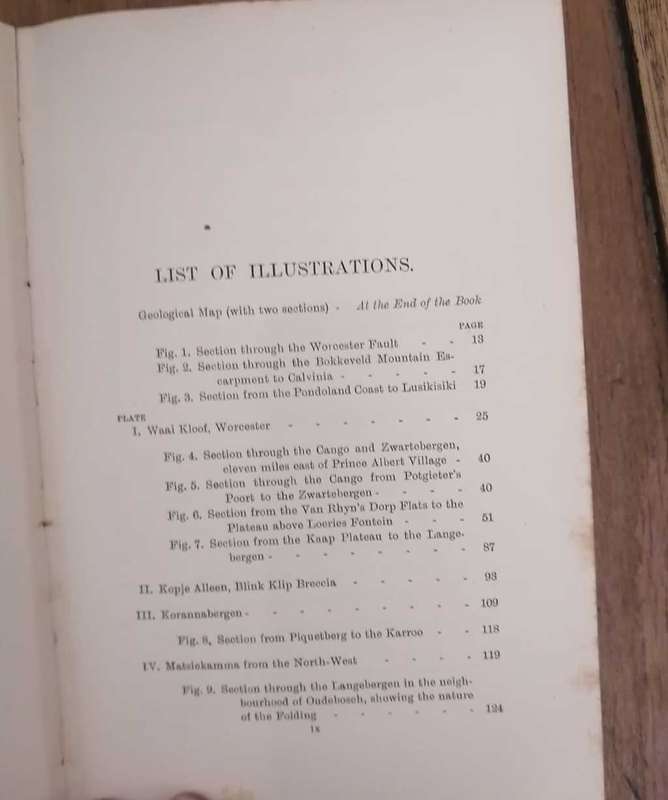 LIST OF ILLUSTRATIONS.
Geological Map (with two sections) - At the End of the Book
PAGE
Fig. 1. Section through the Worcester Fault - - 13
Fig. 2. Section through the Bokkeveld Mountain Es-
carpment to Calvinia - - - - - 17
Fig. 3. Section from the Pondoland Coast to Lusikisiki 19
PLATE
I. Waai Kloof, Worcester - - - - - - - 25
Fig. 4. Section through the Cango and Zwartebergen,
eleven miles east of Prince Albert Village - 40
Fig. 5. Section through the Cango from Potgieter's
Poort to the Zwartebergen - - - - 40
Fig. 6. Section from the Van Rhyn's Dorp Flats to the
Plateau above Loeries Fontein - - - 51
Fig. 7. Section from the Kaap Plateau to the Lange-
bergen - - - - - - - - 87
II. Kopje Alleen, Blink Klip Breccia - - - - - 93
III. Korannabergen - - - - - - - - - 109
Fig. 8. Section from Piquetberg to the Karroo - - 118
IV. Matsiekamma from the North-West - - - - 119
Fig. 9. Section through the Langebergen in the neigh-
bourhood of Oudebosch, showing the nature
of the Folding - - - - - - 124
ix